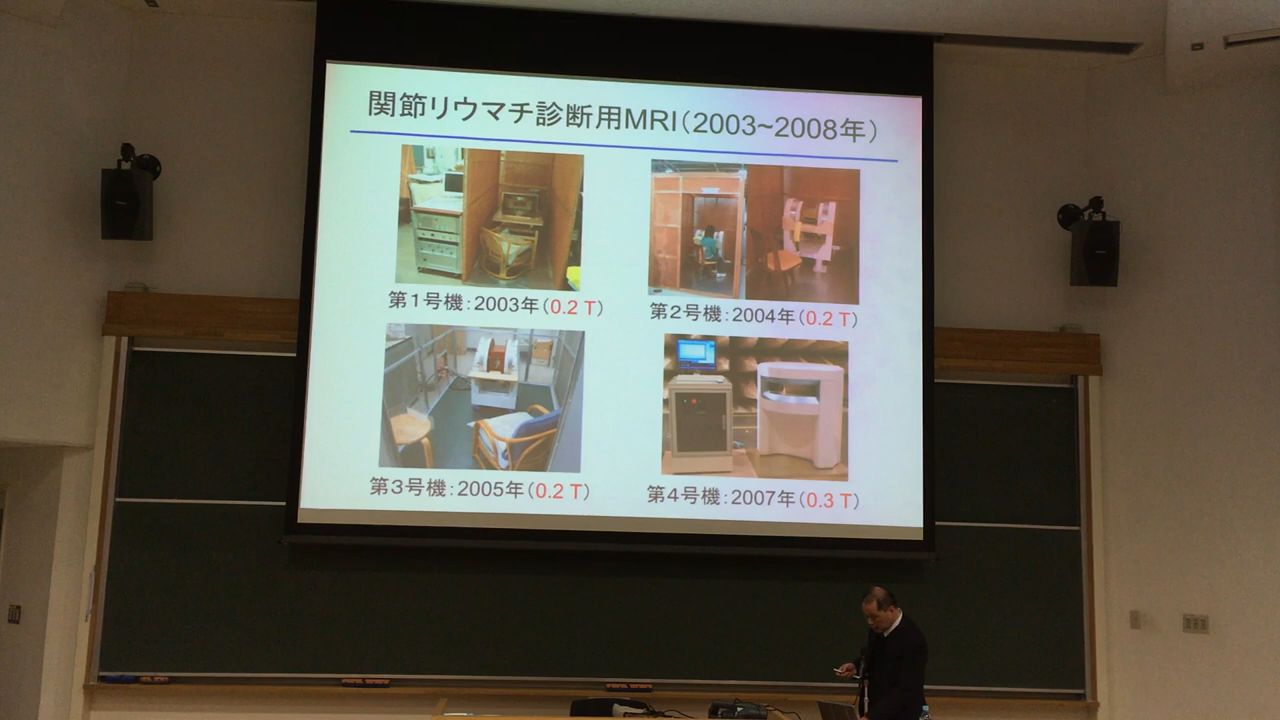 関節リウマチ診断用MRI(2003~2008年)
第1号機:2003年(0.2 T)
第2号機:2004年(0.2 T)
第3号機:2005年(0.2 T)
第4号機:2007年(0.3 T)